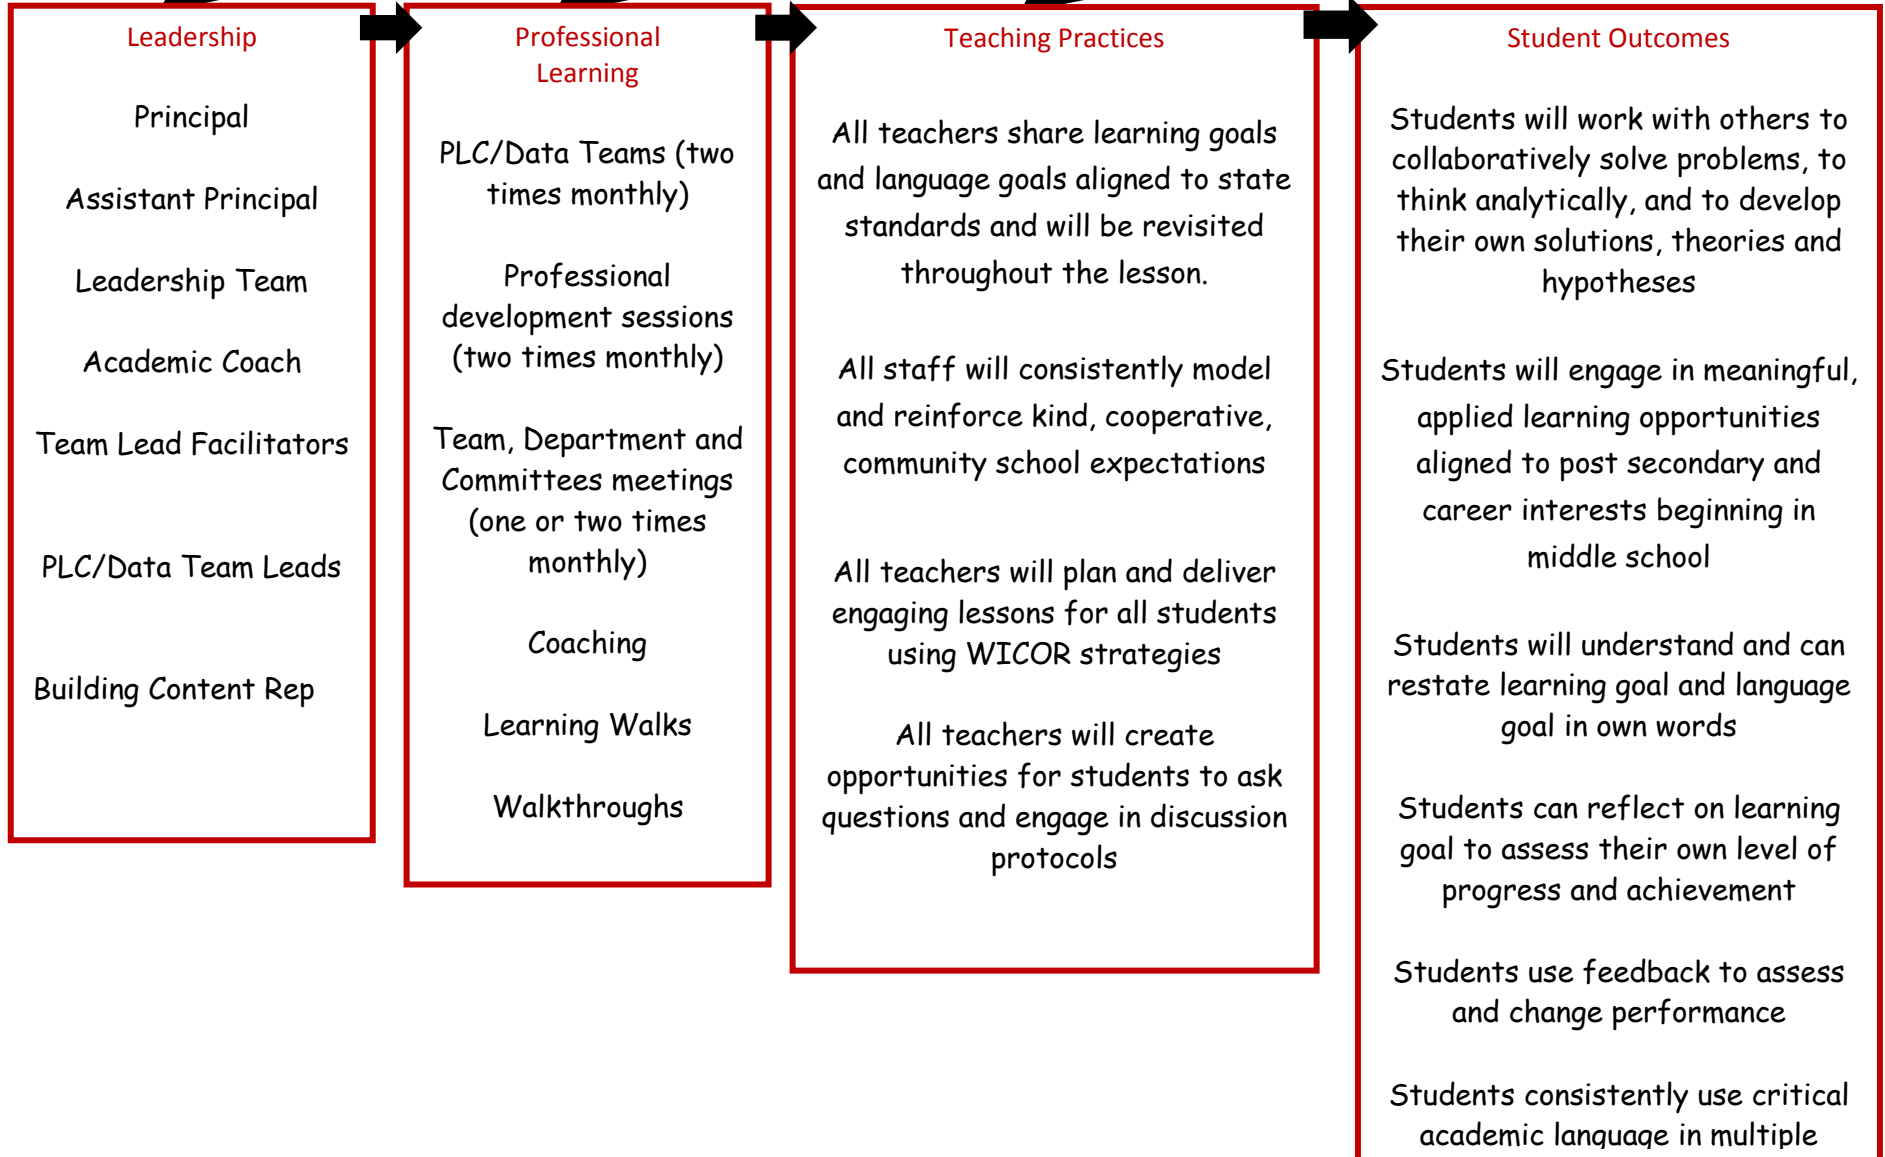 Leadership
Principal
Assistant Principal
Leadership Team
Academic Coach
Team Lead Facilitators
PLC/Data Team Leads
Building Content Rep
Professional
Learning
PLC/Data Teams (two
times monthly)
Professional
development sessions
(two times monthly)
Team, Department and
Committees meetings
(one or two times
monthly)
Coaching
Learning Walks
Walkthroughs
Teaching Practices
All teachers share learning goals
and language goals aligned to state
standards and will be revisited
throughout the lesson.
All staff will consistently model
and reinforce kind, cooperative,
community school expectations
All teachers will plan and deliver
engaging lessons for all students
using WICOR strategies
All teachers will create
opportunities for students to ask
questions and engage in discussion
protocols
Student Outcomes
Students will work with others to
collaboratively solve problems, to
think analytically, and to develop
their own solutions, theories and
hypotheses
Students will engage in meaningful,
applied learning opportunities
aligned to post secondary and
career interests beginning in
middle school
Students will understand and can
restate learning goal and language
goal in own words
Students can reflect on learning
goal to assess their own level of
progress and achievement
Students use feedback to assess
and change performance
Students consistently use critical
academic language in multiple